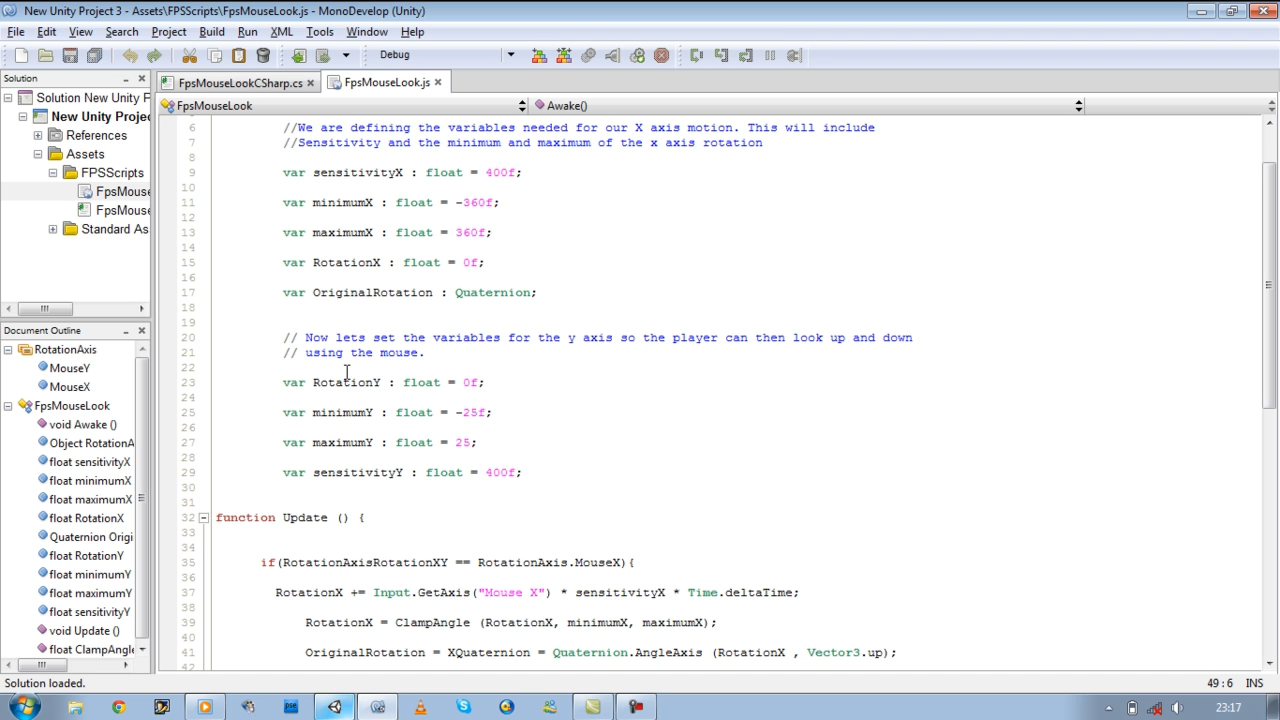 New Unity Project 3 - Assets\FPSScripts\FpsMouseLook.js - MonoDevelop (Unity)
File Edit View Search Project Build Run XML Tools Window Help
Debug
Solution
FpsMouseLookCSharp.cs
FpsMouseLook.js
FpsMouseLook
Awake()
Solution New Unity P
New Unity Projec
References
Assets
FPSScripts
FpsMouse
FpsMouse
Standard As
Document Outline
RotationAxis
MouseY
MouseX
FpsMouseLook
void Awake ()
Object RotationA
float sensitivityX
float minimumX
float maximumX
float RotationX
Quaternion Origi
float RotationY
float minimumY
float maximumY
float sensitivityY
void Update ()
float ClampAngle
6 //We are defining the variables needed for our X axis motion. This will include
7 //Sensitivity and the minimum and maximum of the x axis rotation
8
9 var sensitivityX : float = 400f;
10
11 var minimumX : float = -360f;
12
13 var maximumX : float = 360f;
14
15 var RotationX : float = 0f;
16
17 var OriginalRotation : Quaternion;
18
19
20 // Now lets set the variables for the y axis so the player can then look up and down
21 // using the mouse.
22
23 var RotationY : float = 0f;
24
25 var minimumY : float = -25f;
26
27 var maximumY : float = 25;
28
29 var sensitivityY : float = 400f;
30
31
32 function Update () {
33
34
35 if(RotationAxisRotationXY == RotationAxis.MouseX){
36
37 RotationX += Input.GetAxis("Mouse X") * sensitivityX * Time.deltaTime;
38
39 RotationX = ClampAngle (RotationX, minimumX, maximumX);
40
41 OriginalRotation = XQuaternion = Quaternion.AngleAxis (RotationX , Vector3.up);
42
Solution loaded.
49 : 6 INS
23:17